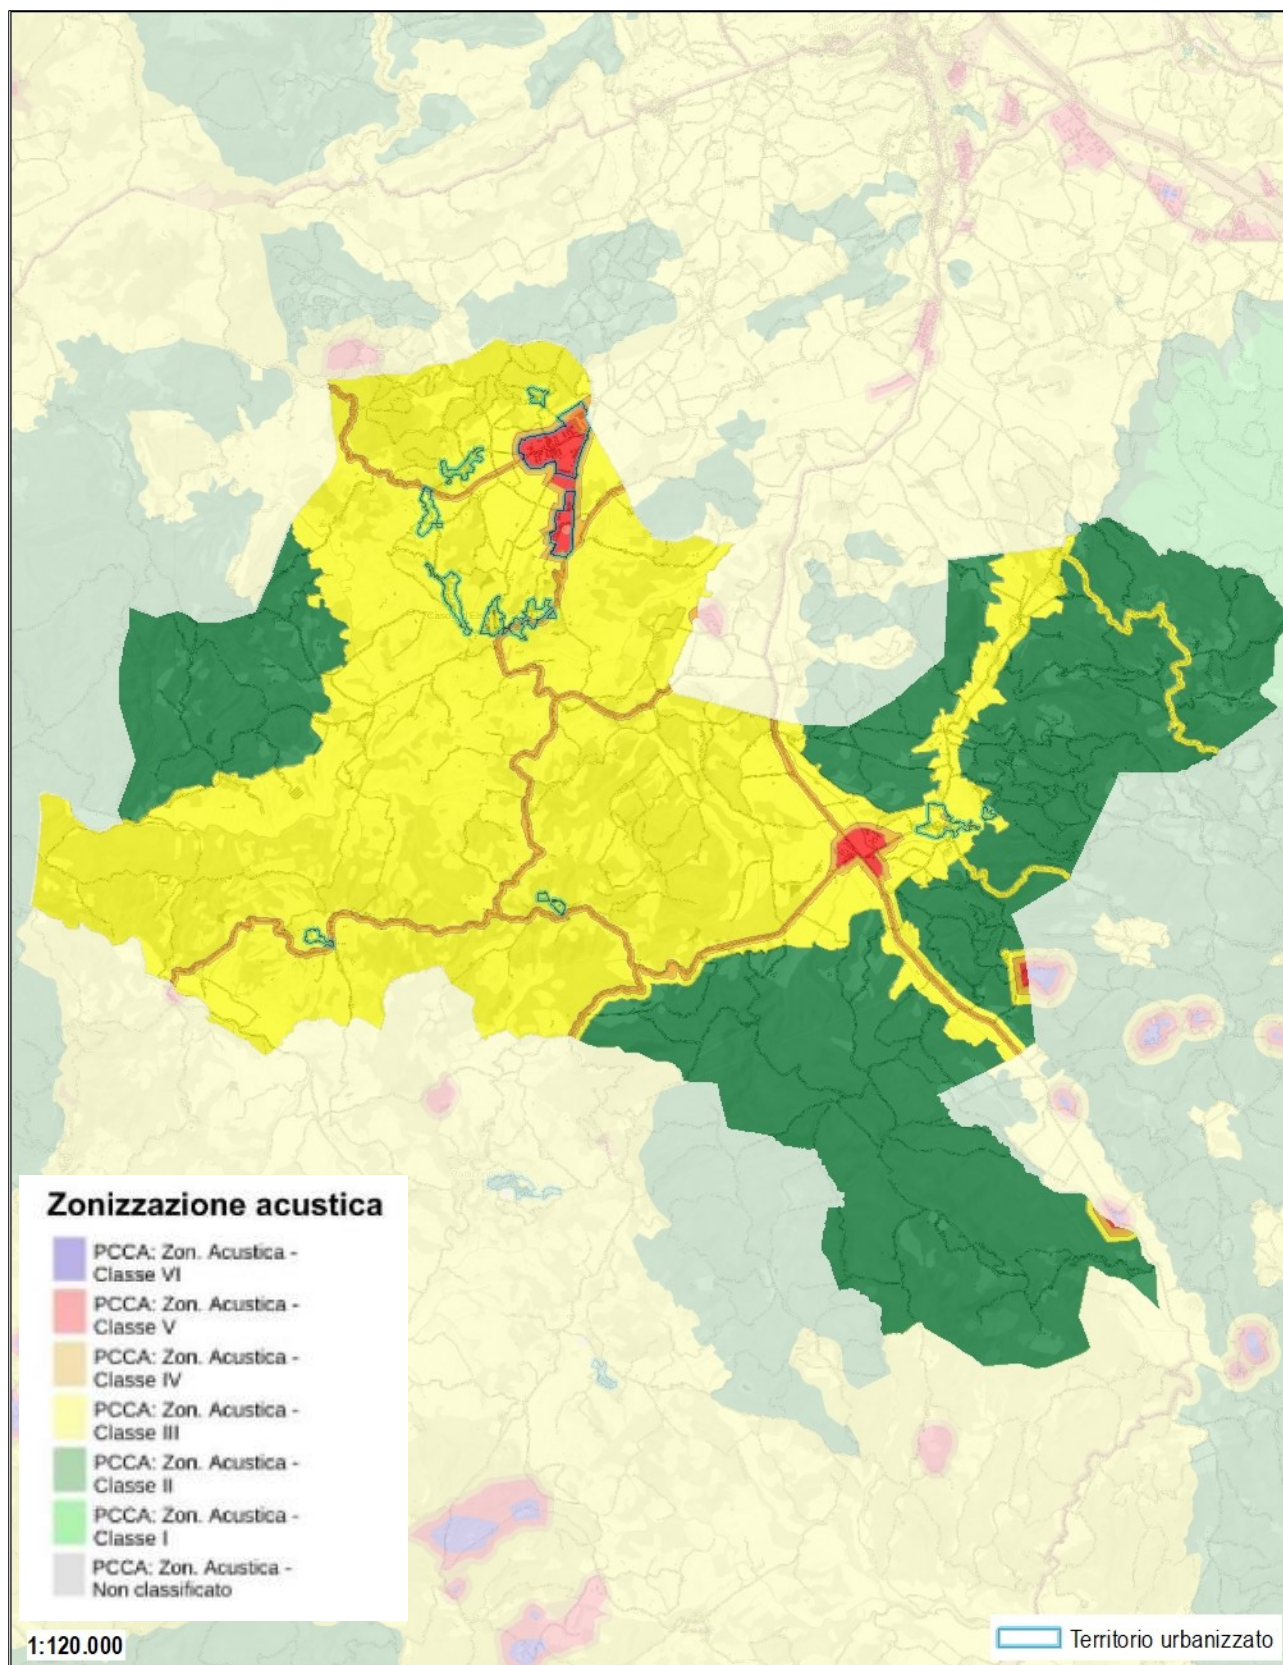 Zonizzazione acustica
PCCA: Zon. Acustica -
Classe VI
PCCA: Zon. Acustica -
Classe V
PCCA: Zon. Acustica -
Classe IV
PCCA: Zon. Acustica -
Classe III
PCCA: Zon. Acustica -
Classe II
PCCA: Zon. Acustica -
Classe I
PCCA: Zon. Acustica -
Non classificato
1:120.000
Territorio urbanizzato